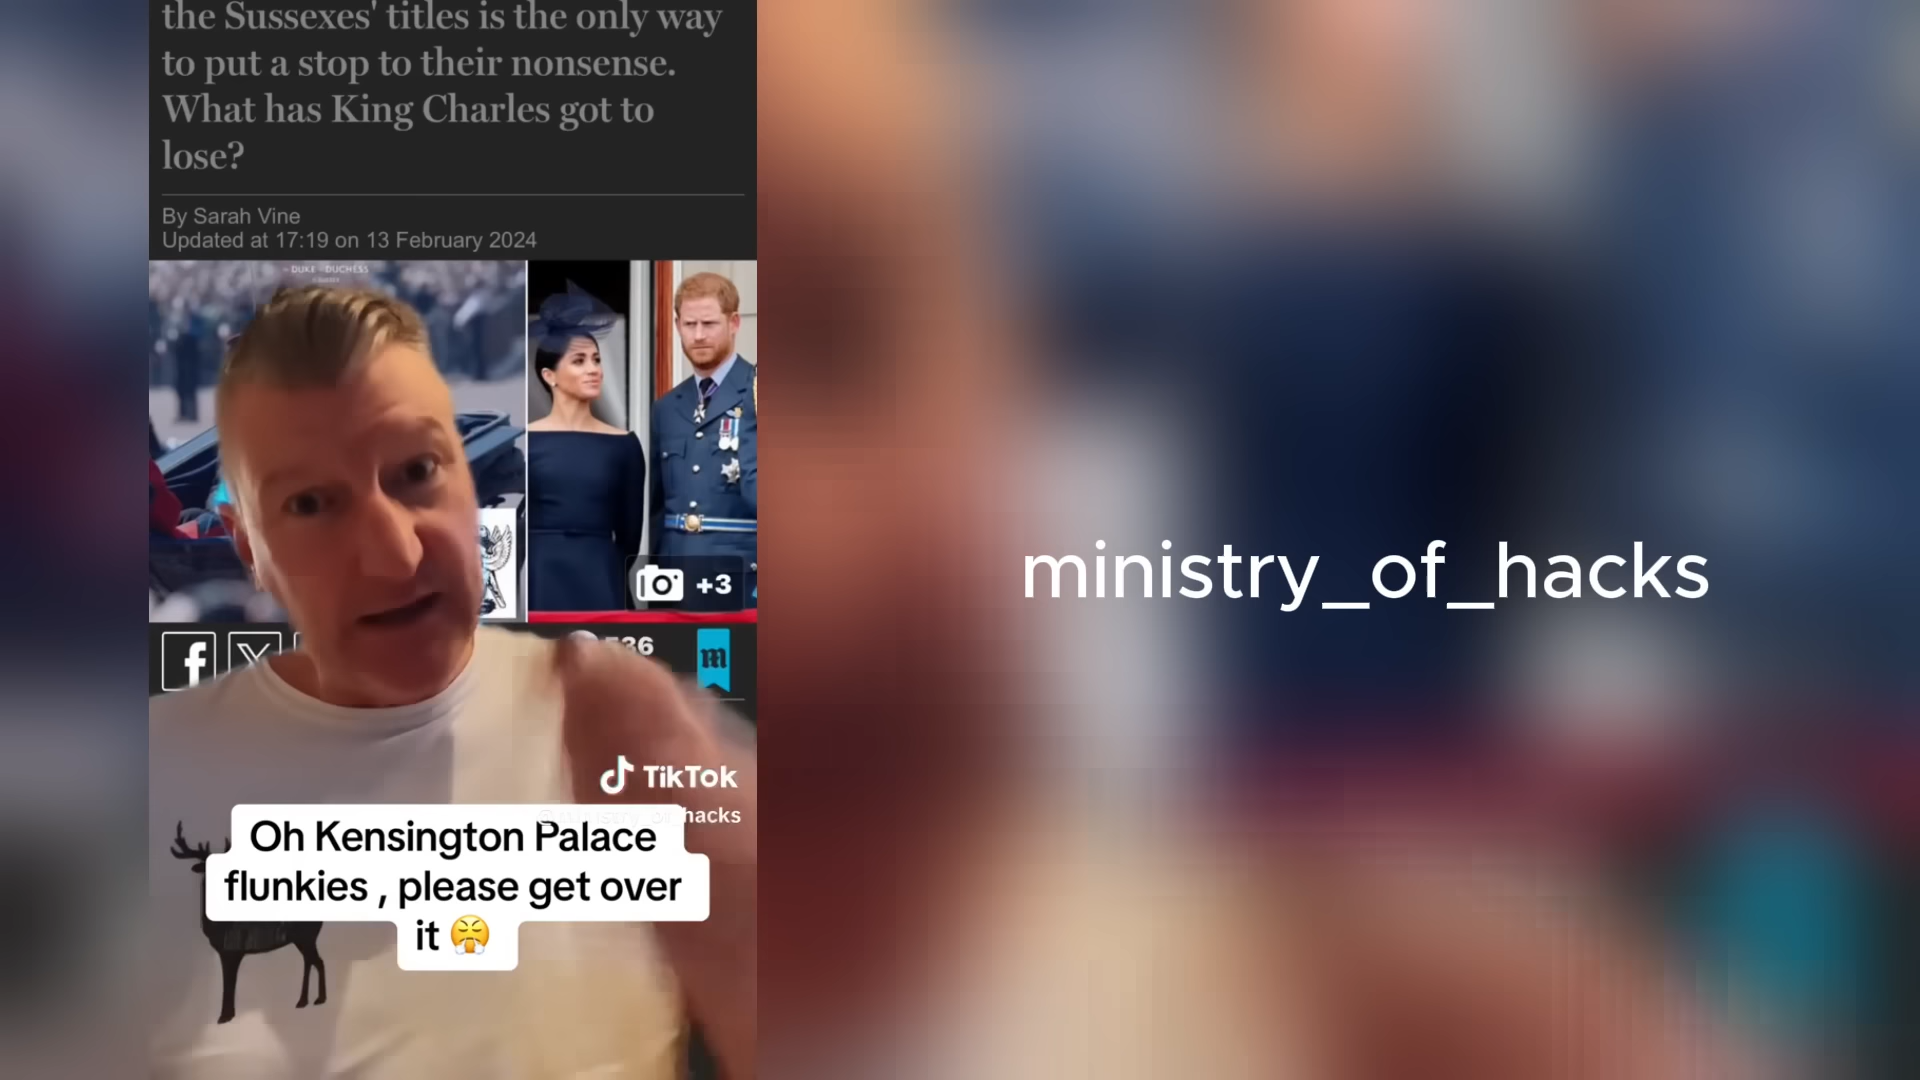 the Sussexes' titles is the only way
to put a stop to their nonsense.
What has King Charles got to
lose?
By Sarah Vine
Updated at 17:19 on 13 February 2024
DUKE DUCHESS
+3
m
TikTok
hacks
Oh Kensington Palace
flunkies , please get over
it 😤
ministry_of_hacks